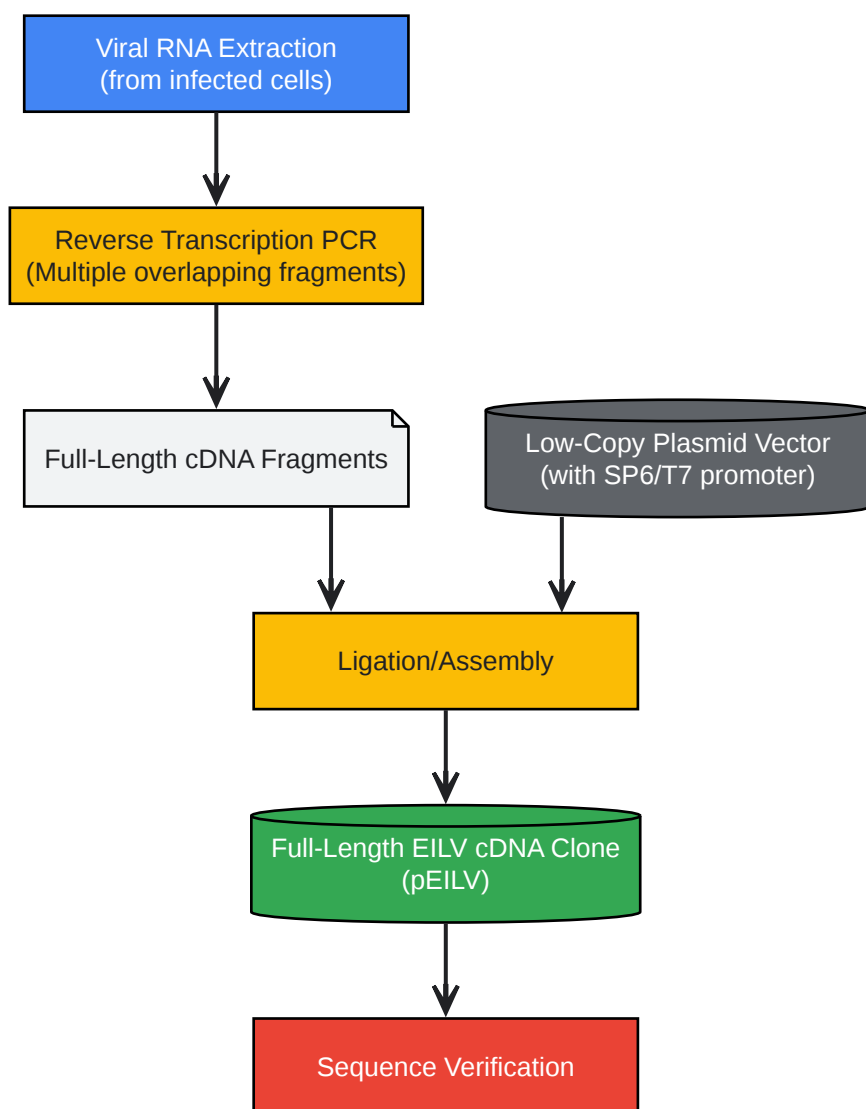 Viral RNA Extraction
(from infected cells)
Reverse Transcription PCR
(Multiple overlapping fragments)
Full-Length cDNA Fragments
Low-Copy Plasmid Vector
(with SP6/T7 promoter)
Ligation/Assembly
Full-Length EILV cDNA Clone
(pEILV)
Sequence Verification